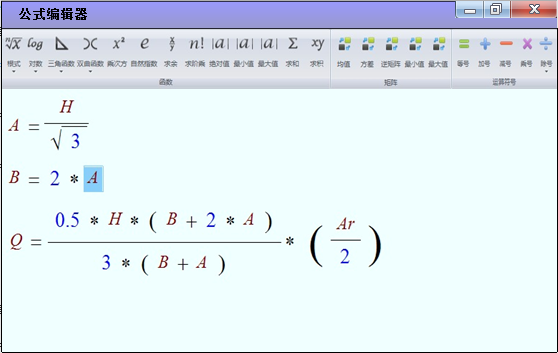 公式编辑器
√x log x² e x/y n! |a| |a| |a| Σ xy
根式 对数 三角函数 双曲函数 乘次方 自然指数 求余 求阶乘 绝对值 最小值 最大值 求和 求积 均值 方差 逆矩阵 最小值 最大值 等号 加号 减号 乘号 除号
函数 矩阵 运算符号
A = H / √3
B = 2 * A
Q = 0.5 * H * ( B + 2 * A ) / 3 * ( B + A ) * ( Ar / 2 )